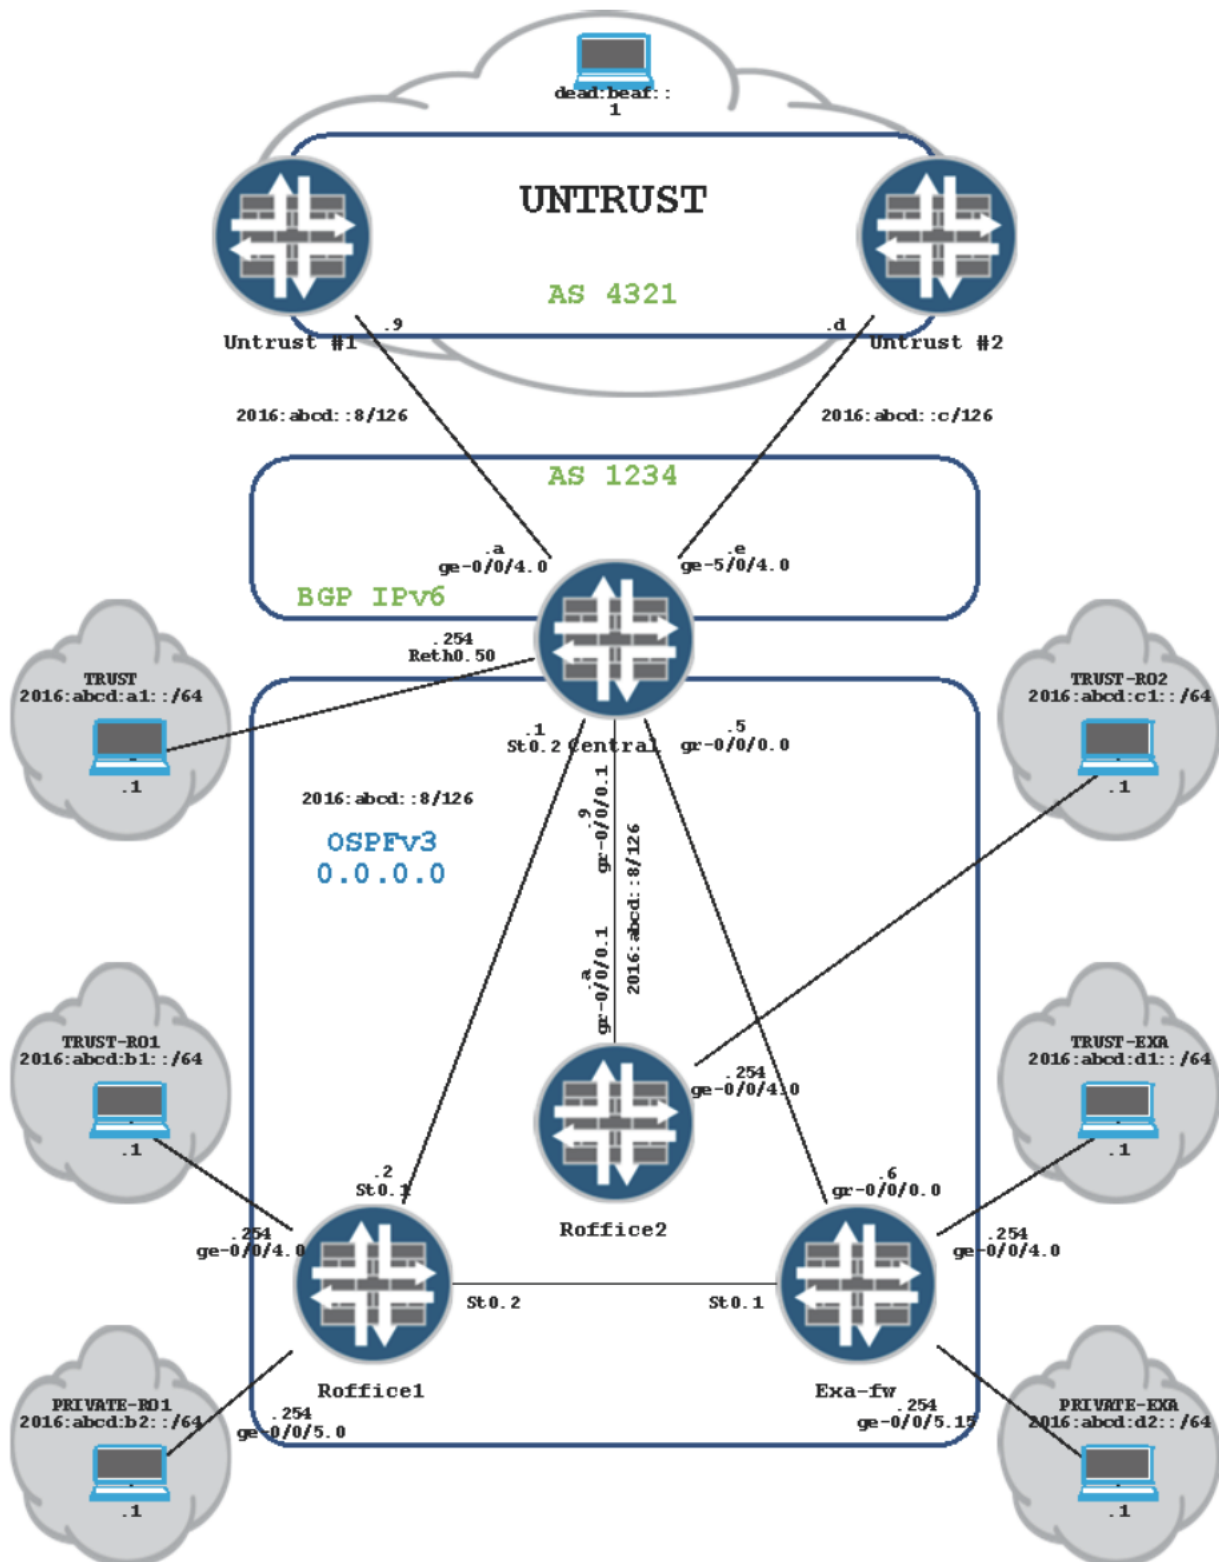 dead:beaf::
1
UNTRUST
AS 4321
.9
.d
Untrust #1
Untrust #2
2016:abcd::8/126
2016:abcd::c/126
AS 1234
.a
ge-0/0/4.0
.e
ge-5/0/4.0
BGP IPv6
.254
Reth0.50
TRUST
2016:abcd:a1::/64
.1
TRUST-RO2
2016:abcd:c1::/64
.1
.1
St0.2
Central
.5
gr-0/0/0.0
2016:abcd::8/126
OSPFv3
0.0.0.0
.9
gr-0/0/0.1
2016:abcd::8/126
.a
gr-0/0/0.1
TRUST-RO1
2016:abcd:b1::/64
.1
TRUST-EXA
2016:abcd:d1::/64
.1
.254
ge-0/0/4.0
.2
St0.1
.6
gr-0/0/0.0
Roffice2
.254
ge-0/0/4.0
.254
ge-0/0/4.0
St0.2
St0.1
Roffice1
Exa-fw
PRIVATE-RO1
2016:abcd:b2::/64
.1
.254
ge-0/0/5.0
.254
ge-0/0/5.15
PRIVATE-EXA
2016:abcd:d2::/64
.1